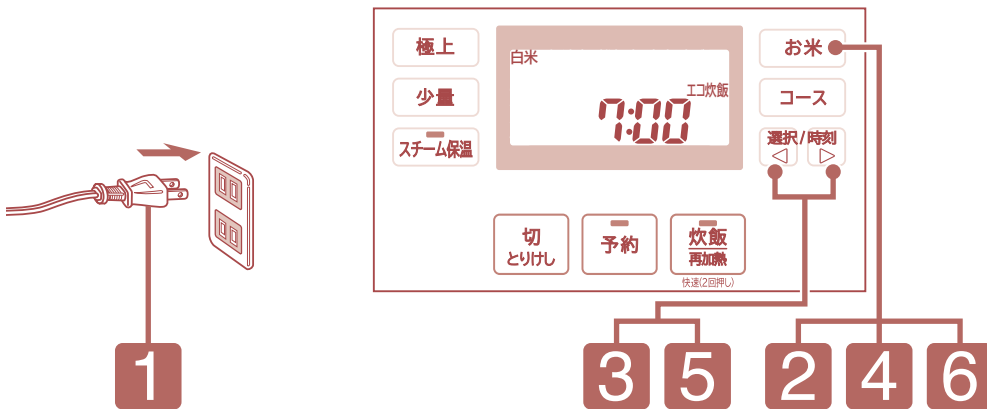 極上
少量
スチーム保温
白米
エコ炊飯
7:00
お米
コース
選択/時刻
◁ ▷
切
とりけし
予約
炊飯
再加熱
快速(2回押し)
1
3 5 2 4 6